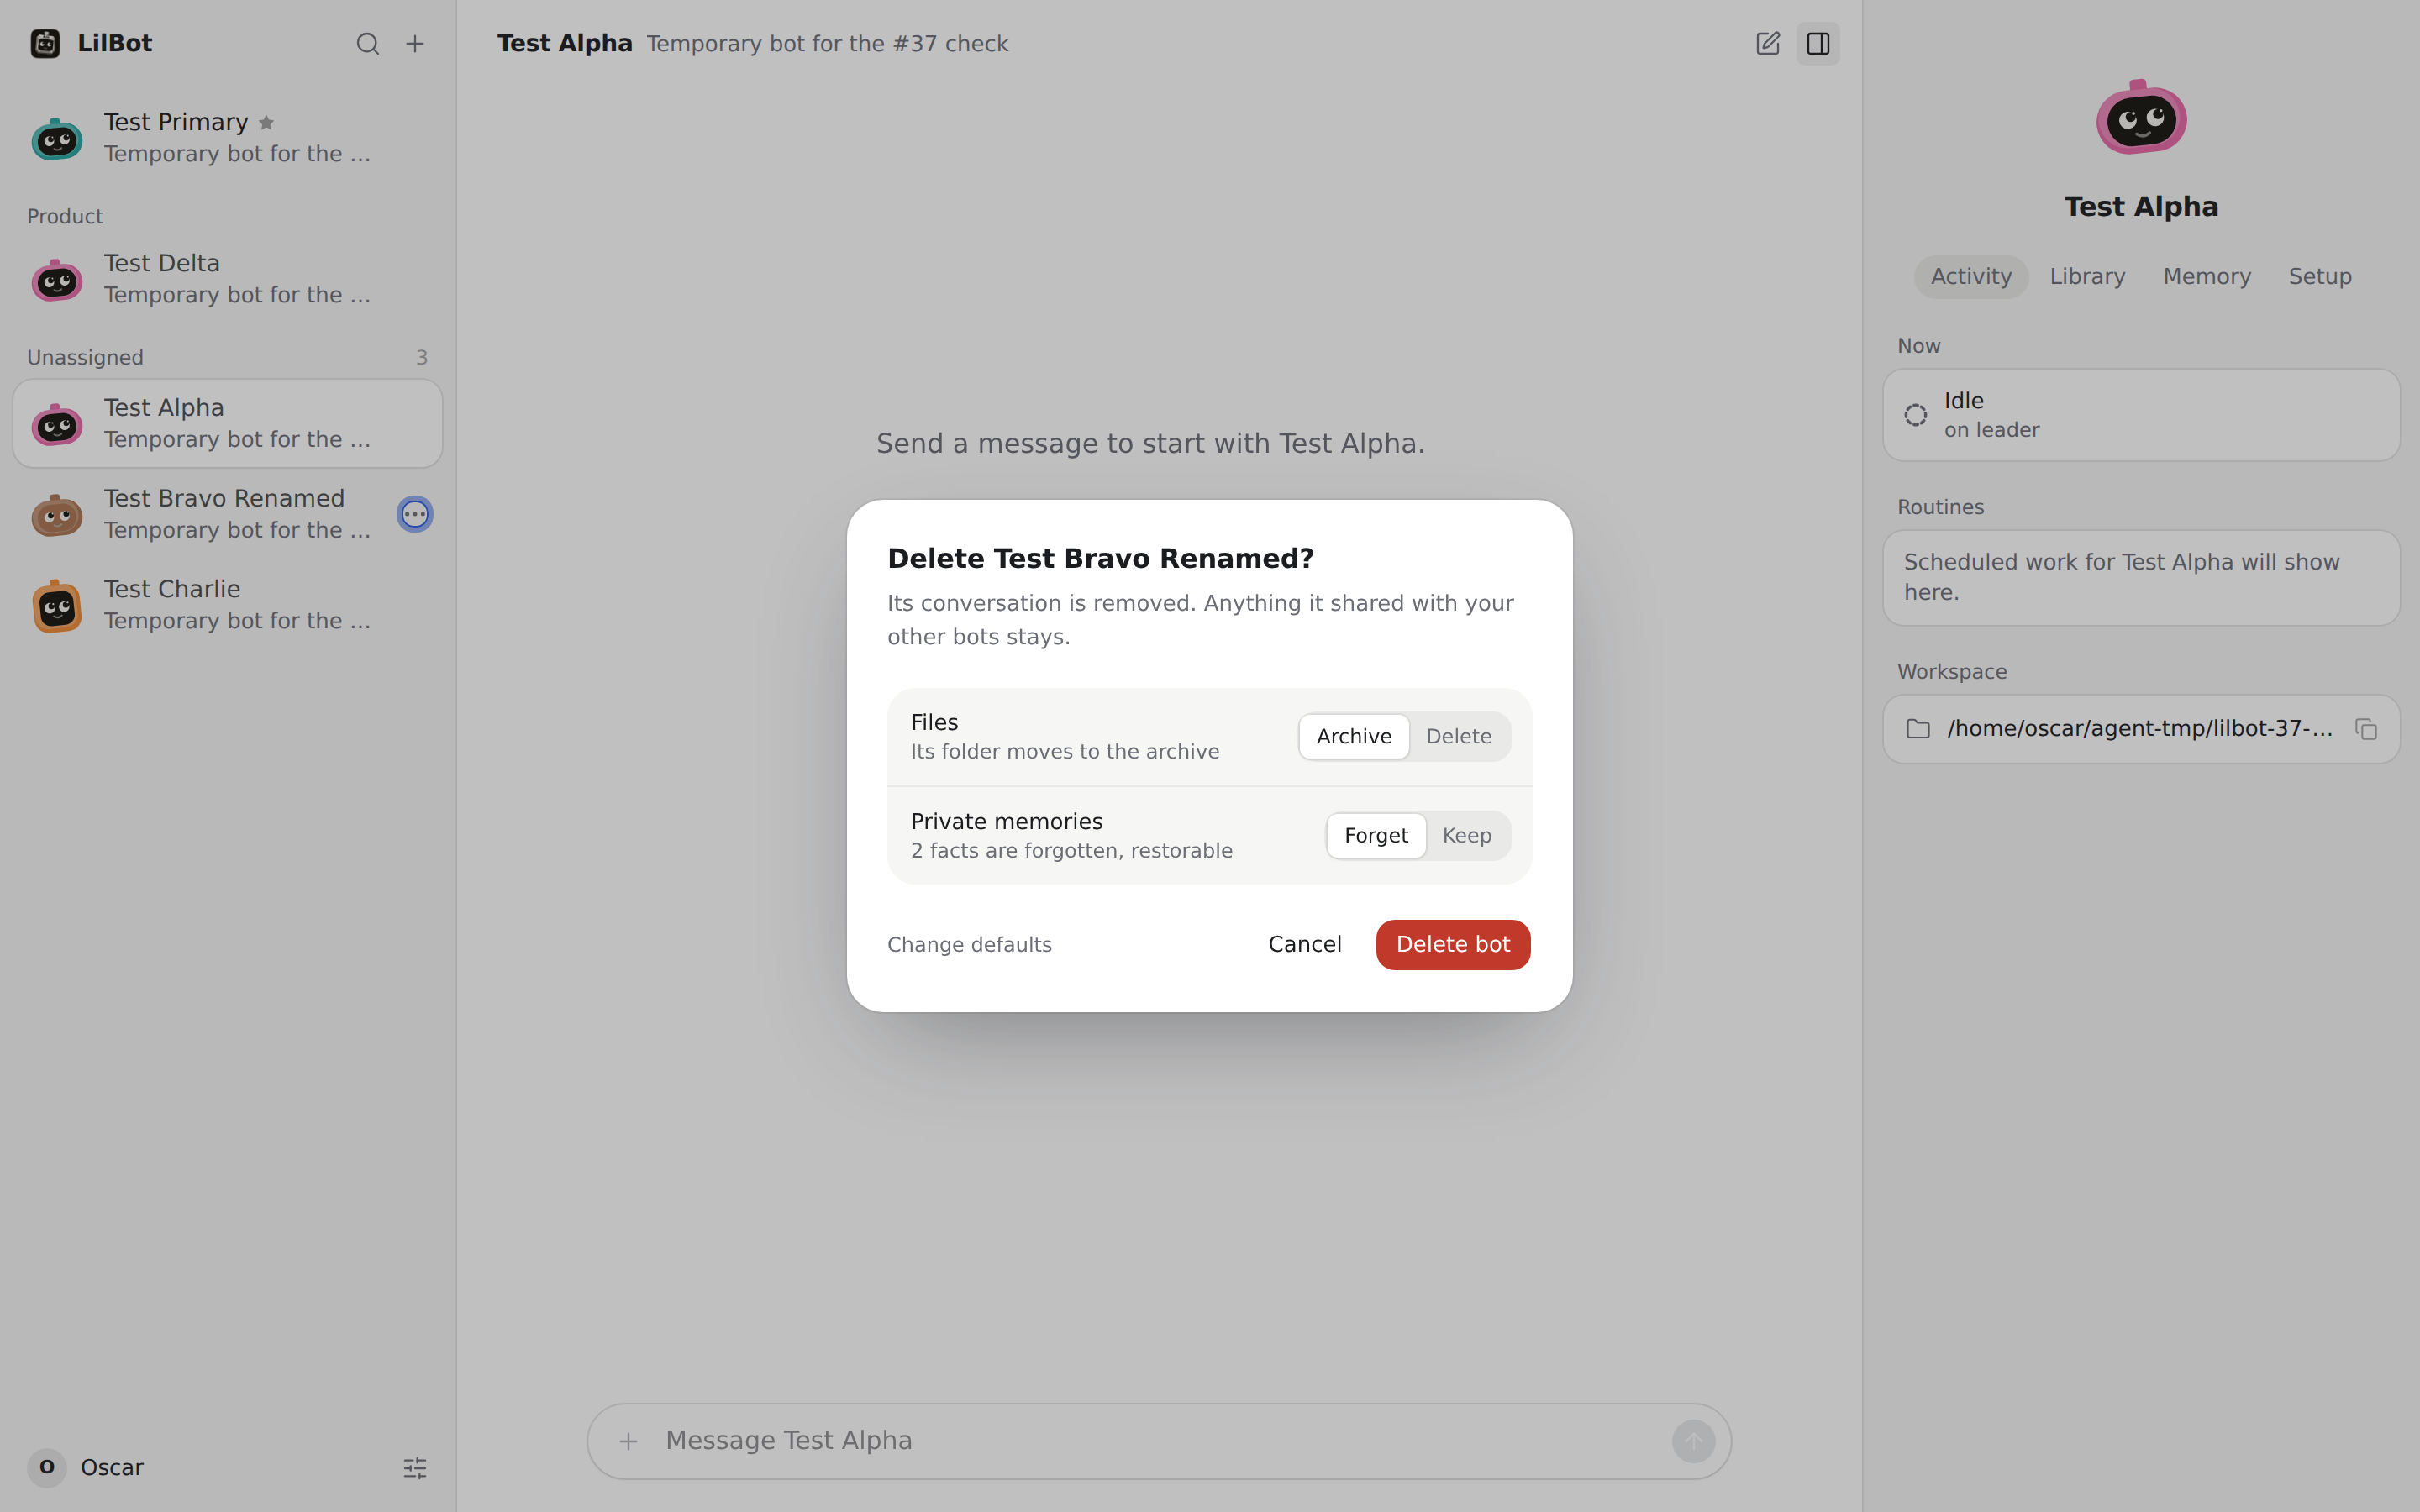 LilBot
Test Primary
Temporary bot for the ...
Product
Test Delta
Temporary bot for the ...
Unassigned 3
Test Alpha
Temporary bot for the ...
Test Bravo Renamed
Temporary bot for the ...
Test Charlie
Temporary bot for the ...
O Oscar
Test Alpha Temporary bot for the #37 check
Send a message to start with Test Alpha.
Delete Test Bravo Renamed?
Its conversation is removed. Anything it shared with your
other bots stays.
Files
Its folder moves to the archive
Archive Delete
Private memories
2 facts are forgotten, restorable
Forget Keep
Change defaults Cancel Delete bot
Message Test Alpha
Test Alpha
Activity Library Memory Setup
Now
Idle
on leader
Routines
Scheduled work for Test Alpha will show
here.
Workspace
/home/oscar/agent-tmp/lilbot-37-...